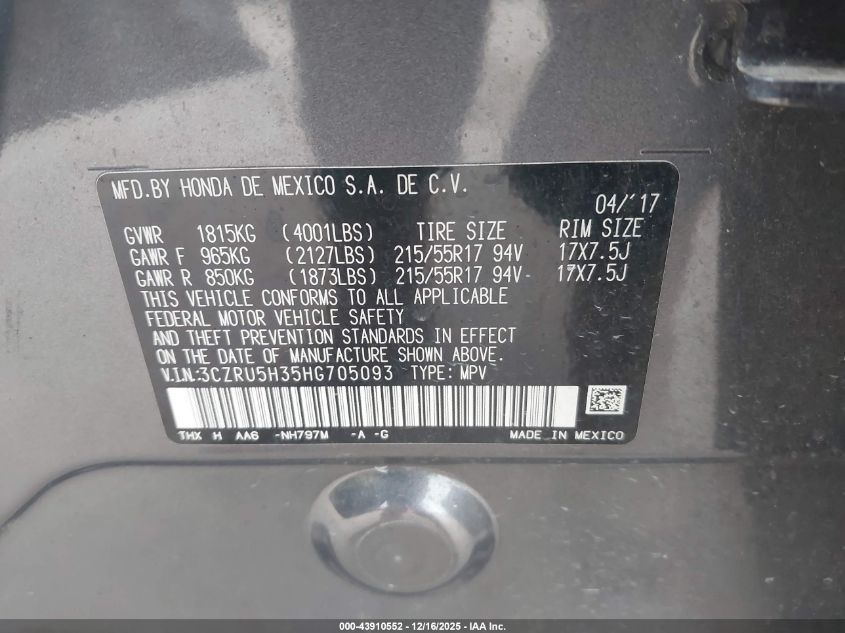 MFD.BY HONDA DE MEXICO S.A. DE C.V.
04/'17
GVWR 1815KG (4001LBS) TIRE SIZE RIM SIZE
GAWR F 965KG (2127LBS) 215/55R17 94V 17X7.5J
GAWR R 850KG (1873LBS) 215/55R17 94V 17X7.5J
THIS VEHICLE CONFORMS TO ALL APPLICABLE
FEDERAL MOTOR VEHICLE SAFETY
AND THEFT PREVENTION STANDARDS IN EFFECT
ON THE DATE OF MANUFACTURE SHOWN ABOVE.
V.I.N:3CZRU5H35HG705093 TYPE: MPV
THX H AA6 -NH797M -A -G MADE IN MEXICO
000-43910552 - 12/16/2025 - IAA Inc.